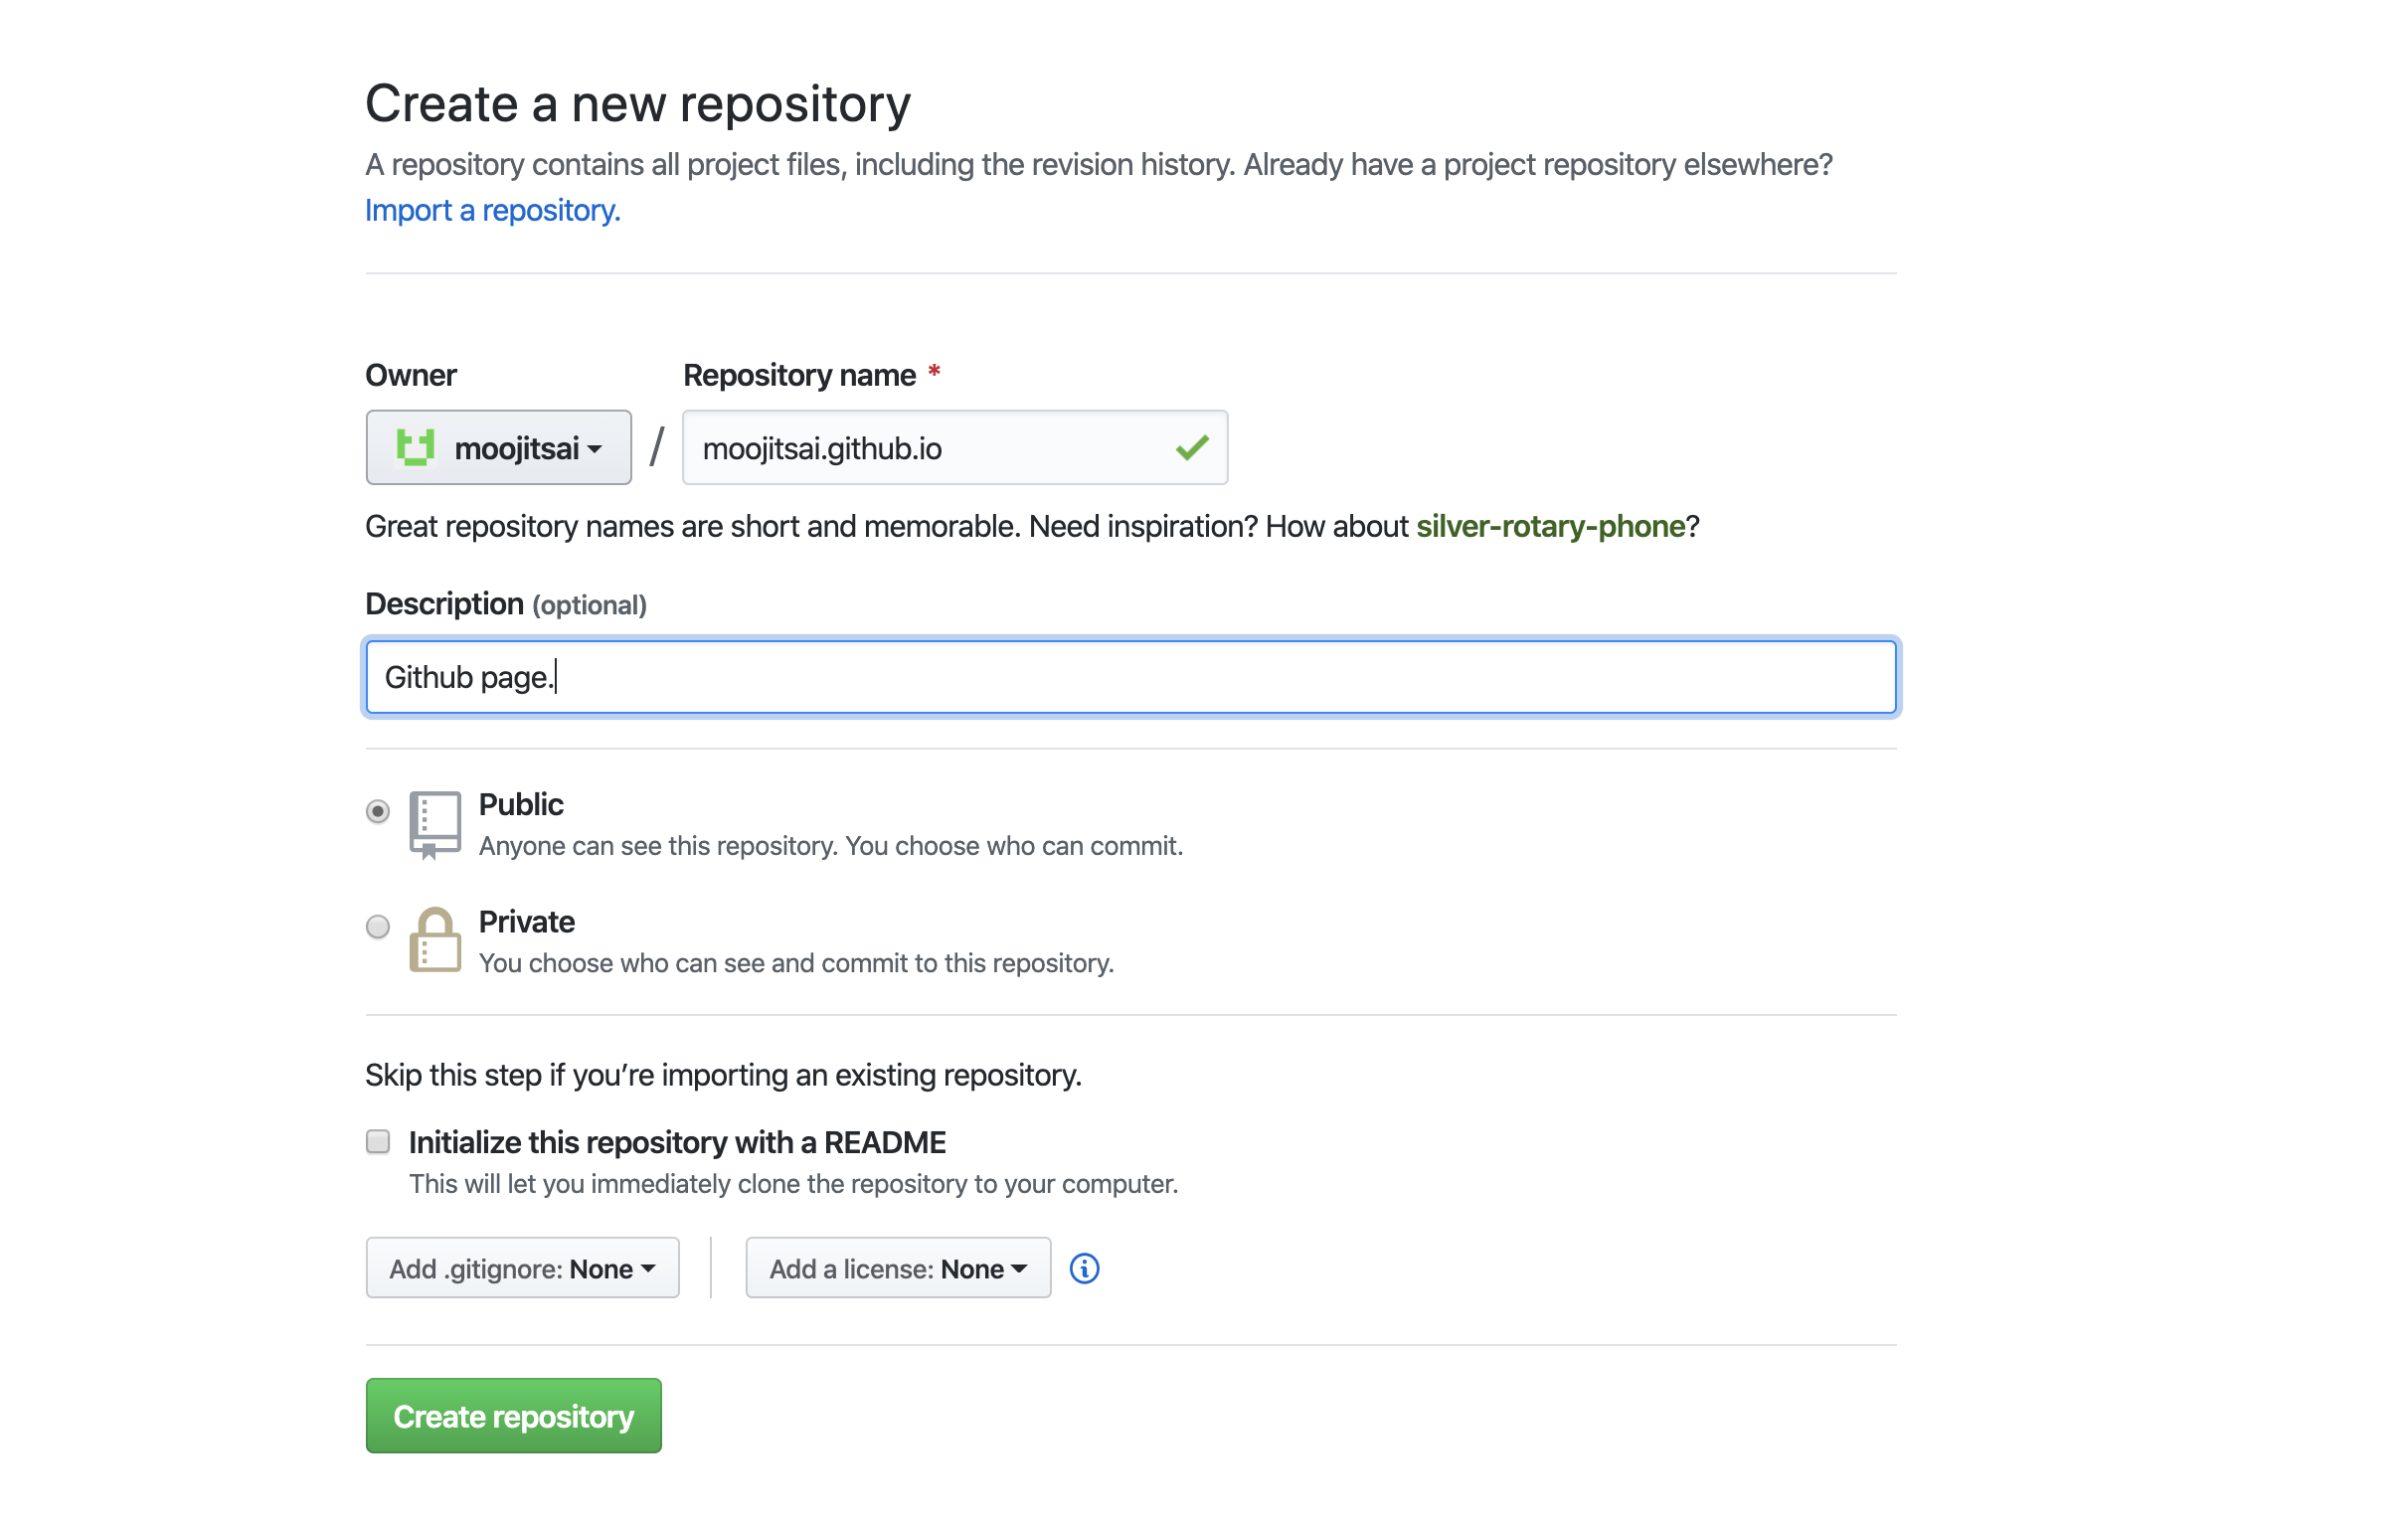 Create a new repository
A repository contains all project files, including the revision history. Already have a project repository elsewhere?
Import a repository.
Owner
Repository name *
moojitsai
/
moojitsai.github.io
Great repository names are short and memorable. Need inspiration? How about silver-rotary-phone?
Description (optional)
Github page.
Public
Anyone can see this repository. You choose who can commit.
Private
You choose who can see and commit to this repository.
Skip this step if you’re importing an existing repository.
Initialize this repository with a README
This will let you immediately clone the repository to your computer.
Add .gitignore: None
Add a license: None
Create repository